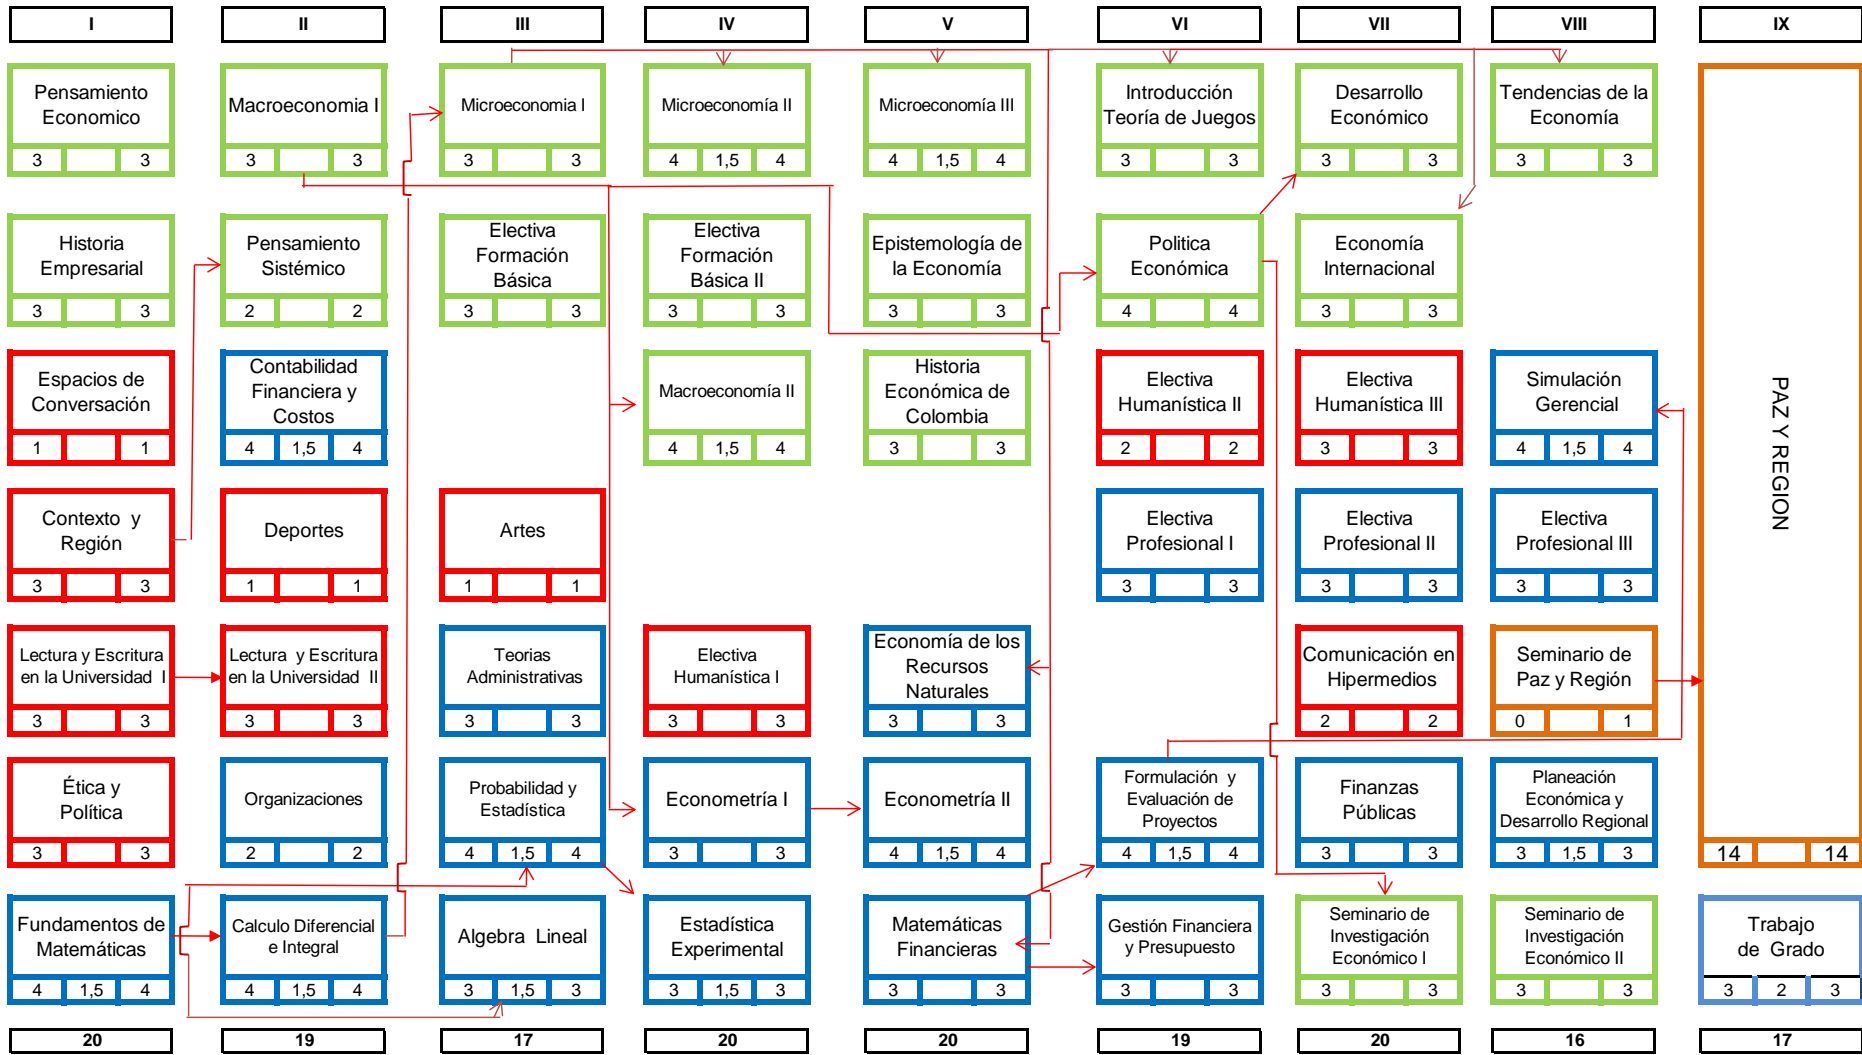 I
II
III
IV
V
VI
VII
VIII
IX
Pensamiento
Economico
3 3
Macroeconomia I
3 3
Microeconomia I
3 3
Microeconomía II
4 1,5 4
Microeconomía III
4 1,5 4
Introducción
Teoría de Juegos
3 3
Desarrollo
Económico
3 3
Tendencias de la
Economía
3 3
Historia
Empresarial
3 3
Pensamiento
Sistémico
2 2
Electiva
Formación
Básica
3 3
Electiva
Formación
Básica II
3 3
Epistemología de
la Economía
3 3
Politica
Económica
4 4
Economía
Internacional
3 3
Espacios de
Conversación
1 1
Contabilidad
Financiera y
Costos
4 1,5 4
Macroeconomía II
4 1,5 4
Historia
Económica de
Colombia
3 3
Electiva
Humanística II
2 2
Electiva
Humanística III
3 3
Simulación
Gerencial
4 1,5 4
PAZ Y REGION
14 14
Contexto y
Región
3 3
Deportes
1 1
Artes
1 1
Electiva
Profesional I
3 3
Electiva
Profesional II
3 3
Electiva
Profesional III
3 3
Lectura y Escritura
en la Universidad I
3 3
Lectura y Escritura
en la Universidad II
3 3
Teorias
Administrativas
3 3
Electiva
Humanística I
3 3
Economía de los
Recursos
Naturales
3 3
Comunicación en
Hipermedios
2 2
Seminario de
Paz y Región
0 1
Ética y
Política
3 3
Organizaciones
2 2
Probabilidad y
Estadística
4 1,5 4
Econometría I
3 3
Econometría II
4 1,5 4
Formulación y
Evaluación de
Proyectos
4 1,5 4
Finanzas
Públicas
3 3
Planeación
Económica y
Desarrollo Regional
3 1,5 3
Fundamentos de
Matemáticas
4 1,5 4
Calculo Diferencial
e Integral
4 1,5 4
Algebra Lineal
3 1,5 3
Estadística
Experimental
3 1,5 3
Matemáticas
Financieras
3 3
Gestión Financiera
y Presupuesto
3 3
Seminario de
Investigación
Económico I
3 3
Seminario de
Investigación
Económico II
3 3
Trabajo
de Grado
3 2 3
20
19
17
20
20
19
20
16
17